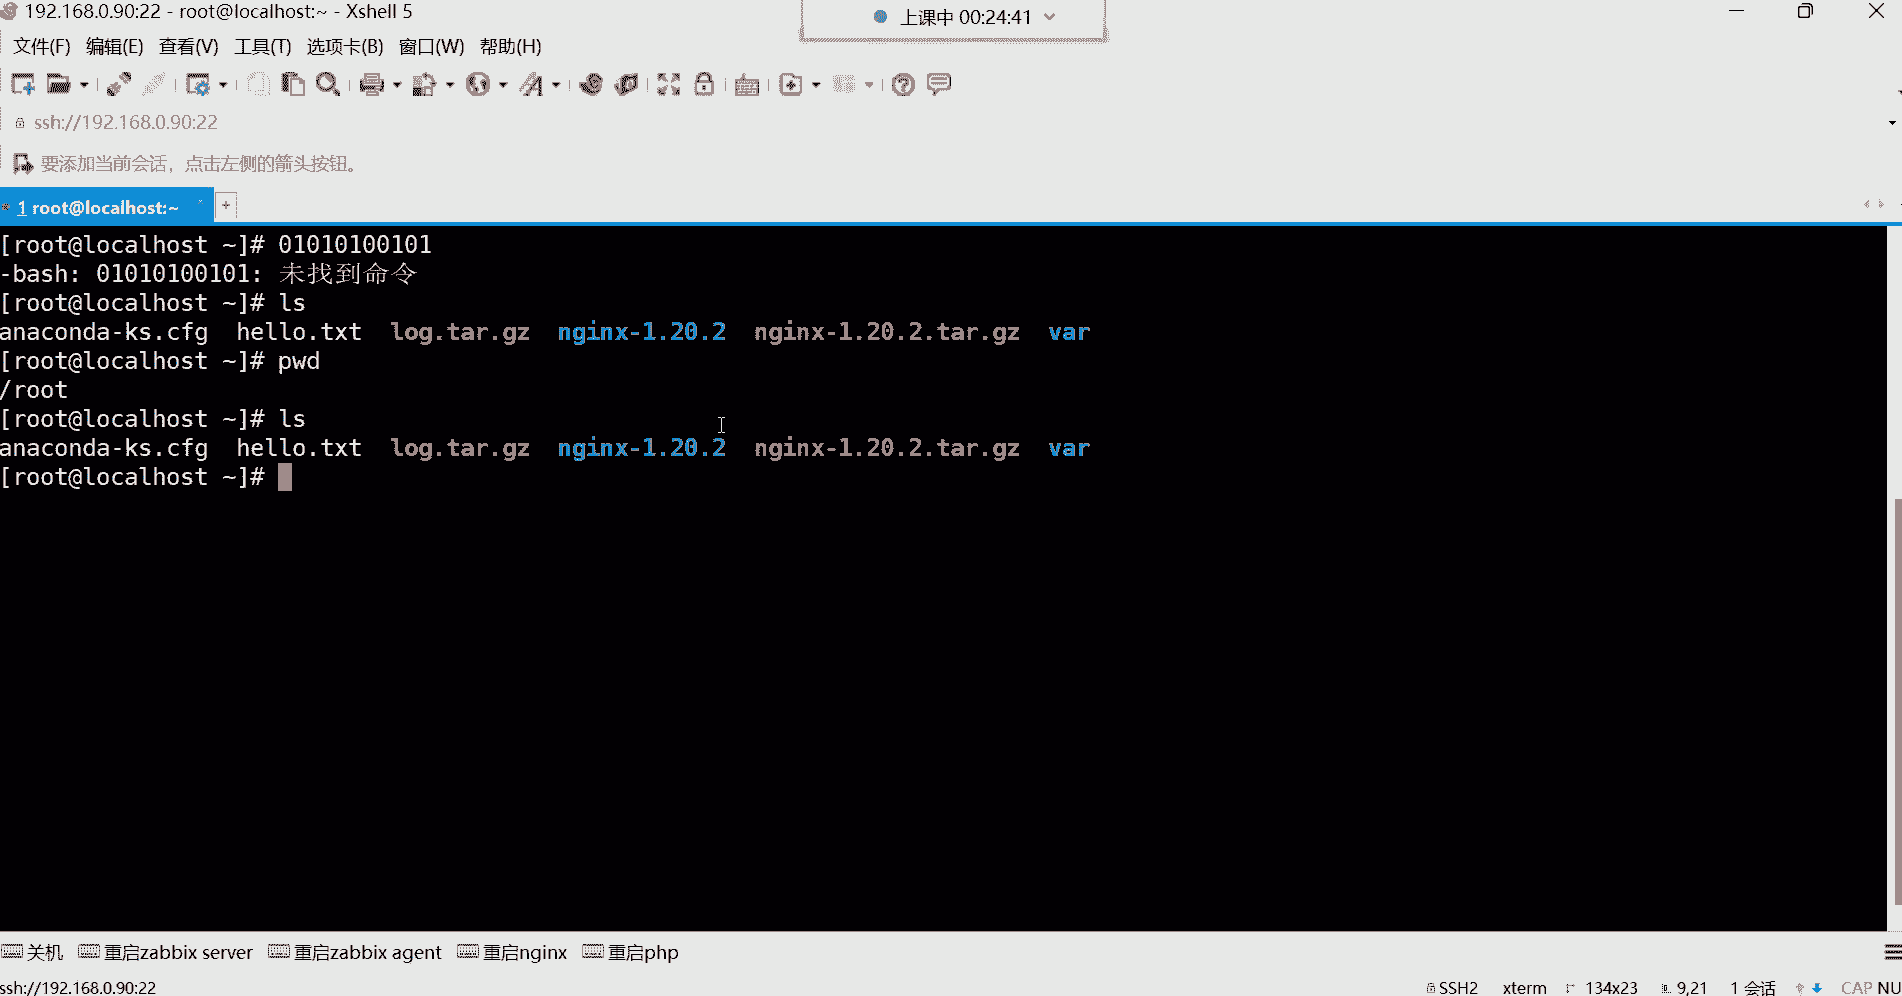 192.168.0.90:22 - root@localhost:~ - Xshell 5
上课中 00:24:41
文件(F) 编辑(E) 查看(V) 工具(T) 选项卡(B) 窗口(W) 帮助(H)
ssh://192.168.0.90:22
要添加当前会话，点击左侧的箭头按钮。
1 root@localhost:~
[root@localhost ~]# 01010100101
-bash: 01010100101: 未找到命令
[root@localhost ~]# ls
anaconda-ks.cfg  hello.txt  log.tar.gz  nginx-1.20.2  nginx-1.20.2.tar.gz  var
[root@localhost ~]# pwd
/root
[root@localhost ~]# ls
anaconda-ks.cfg  hello.txt  log.tar.gz  nginx-1.20.2  nginx-1.20.2.tar.gz  var
[root@localhost ~]#
关机 重启zabbix server 重启zabbix agent 重启nginx 重启php
ssh://192.168.0.90:22 SSH2 xterm 134x23 9,21 1 会话 CAP NU